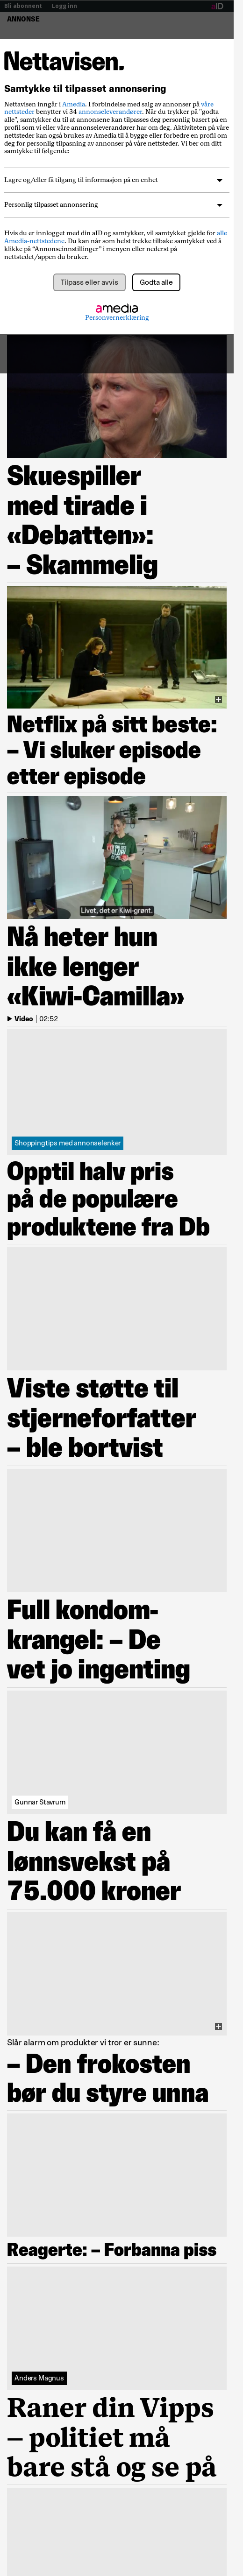 Bli abonnent | Logg inn
aID
ANNONSE
Nettavisen.
Samtykke til tilpasset annonsering
Nettavisen inngår i Amedia. I forbindelse med salg av annonser på våre
nettsteder benytter vi 34 annonseleverandører. Når du trykker på "godta
alle", samtykker du til at annonsene kan tilpasses deg personlig basert på en
profil som vi eller våre annonseleverandører har om deg. Aktivitetene på våre
nettsteder kan også brukes av Amedia til å bygge eller forbedre en profil om
deg for personlig tilpasning av annonser på våre nettsteder. Vi ber om ditt
samtykke til følgende:
Lagre og/eller få tilgang til informasjon på en enhet
Personlig tilpasset annonsering
Hvis du er innlogget med din aID og samtykker, vil samtykket gjelde for alle
Amedia-nettstedene. Du kan når som helst trekke tilbake samtykket ved å
klikke på “Annonseinnstillinger” i menyen eller nederst på
nettstedet/appen du bruker.
Tilpass eller avvis
Godta alle
amedia
Personvernerklæring
Skuespiller
med tirade i
«Debatten»:
– Skammelig
Netflix på sitt beste:
– Vi sluker episode
etter episode
Livet, det er Kiwi-grønt.
Nå heter hun
ikke lenger
«Kiwi-Camilla»
Video | 02:52
Shoppingtips med annonselenker
Opptil halv pris
på de populære
produktene fra Db
Viste støtte til
stjerneforfatter
– ble bortvist
Full kondom-
krangel: – De
vet jo ingenting
Gunnar Stavrum
Du kan få en
lønnsvekst på
75.000 kroner
Slår alarm om produkter vi tror er sunne:
– Den frokosten
bør du styre unna
Reagerte: – Forbanna piss
Anders Magnus
Raner din Vipps
– politiet må
bare stå og se på